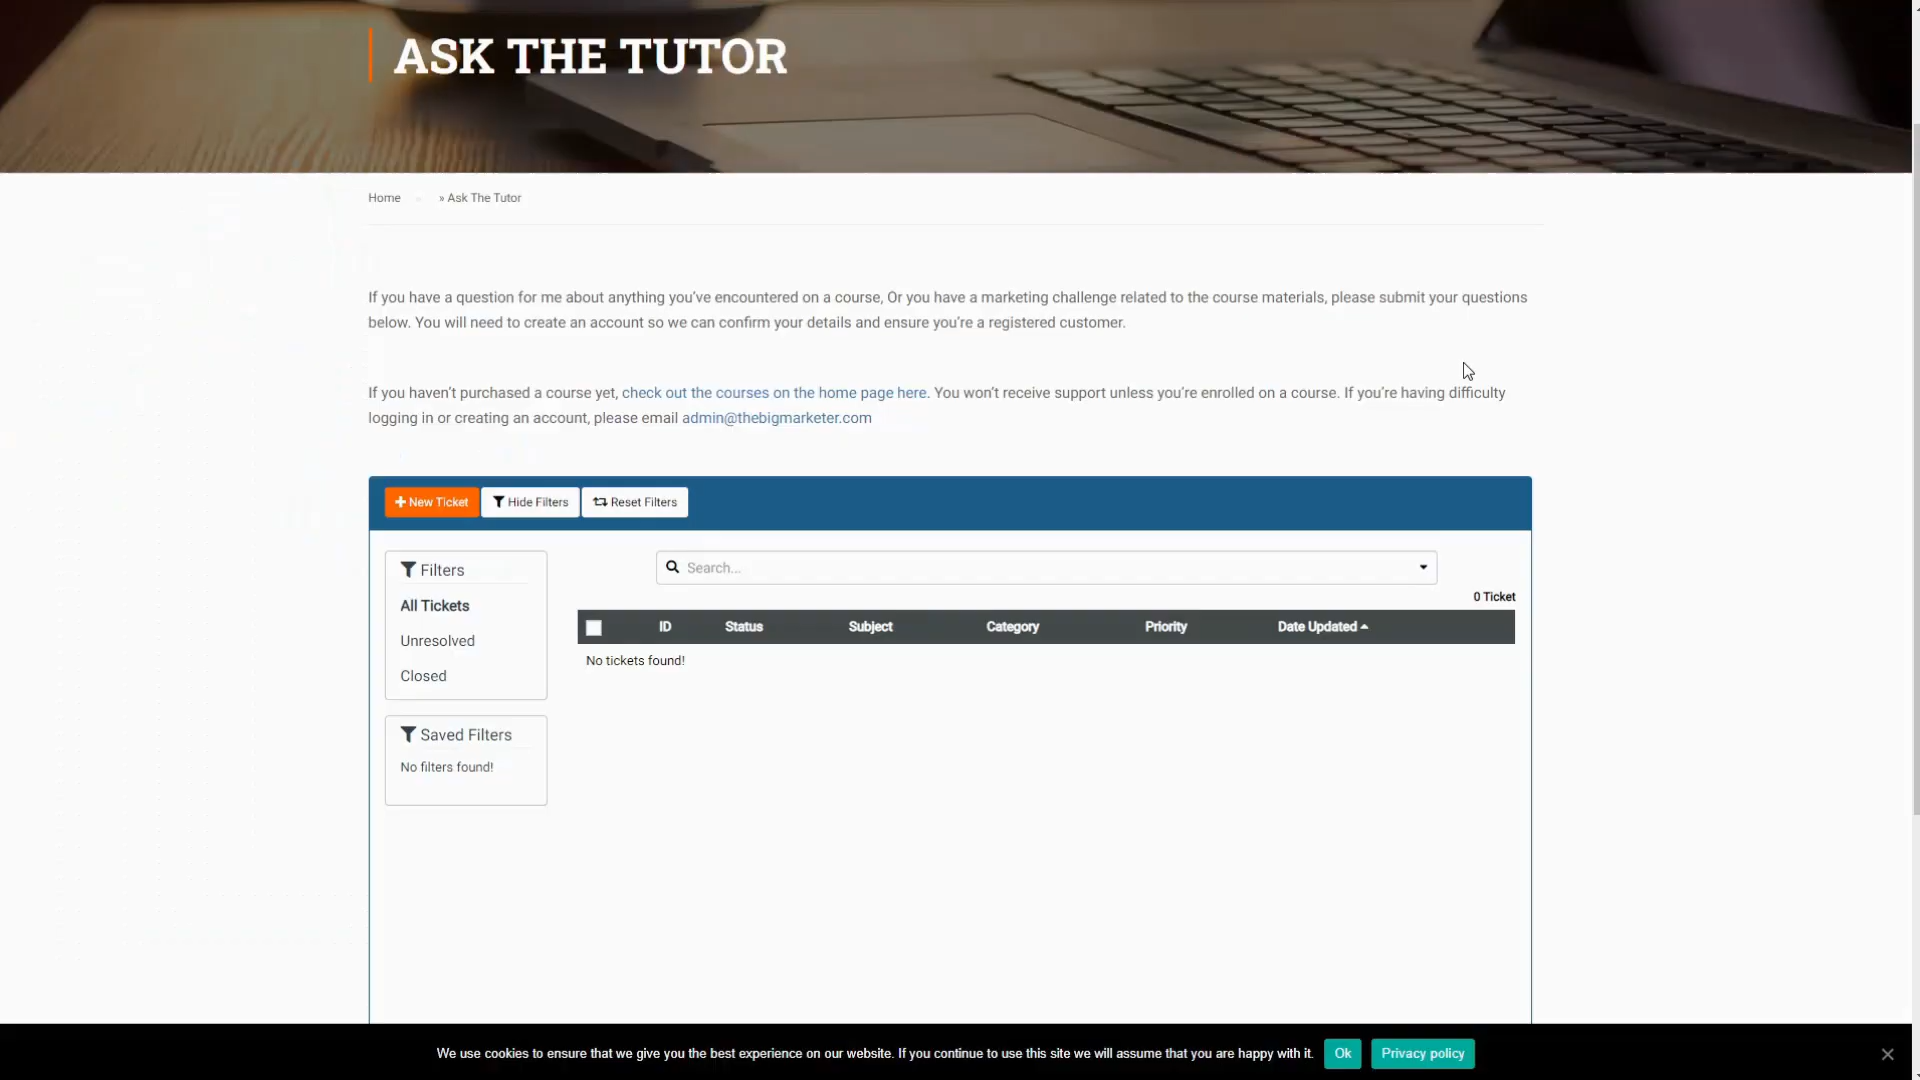 ASK THE TUTOR
Home » Ask The Tutor
If you have a question for me about anything you've encountered on a course, Or you have a marketing challenge related to the course materials, please submit your questions
below. You will need to create an account so we can confirm your details and ensure you're a registered customer.
If you haven't purchased a course yet, check out the courses on the home page here. You won't receive support unless you're enrolled on a course. If you're having difficulty
logging in or creating an account, please email admin@thebigmarketer.com
New Ticket Hide Filters Reset Filters
Filters
All Tickets
Unresolved
Closed
Saved Filters
No filters found!
Search...
0 Ticket
ID Status Subject Category Priority Date Updated
No tickets found!
We use cookies to ensure that we give you the best experience on our website. If you continue to use this site we will assume that you are happy with it. Ok Privacy policy